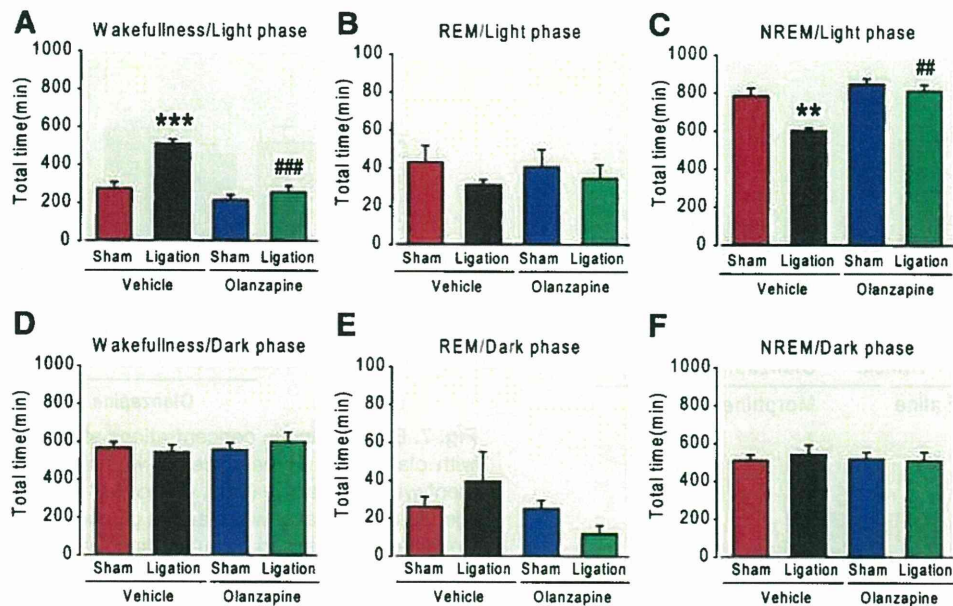 A Wakefullness/Light phase
Total time(min)
1000
800
600
400
200
0
***
###
Sham Ligation Sham Ligation
Vehicle Olanzapine
B REM/Light phase
Total time(min)
100
80
60
40
20
0
Sham Ligation Sham Ligation
Vehicle Olanzapine
C NREM/Light phase
Total time(min)
1000
800
600
400
200
0
**
##
Sham Ligation Sham Ligation
Vehicle Olanzapine
D Wakefullness/Dark phase
Total time(min)
1000
800
600
400
200
0
Sham Ligation Sham Ligation
Vehicle Olanzapine
E REM/Dark phase
Total time(min)
100
80
60
40
20
0
Sham Ligation Sham Ligation
Vehicle Olanzapine
F NREM/Dark phase
Total time(min)
1000
800
600
400
200
0
Sham Ligation Sham Ligation
Vehicle Olanzapine